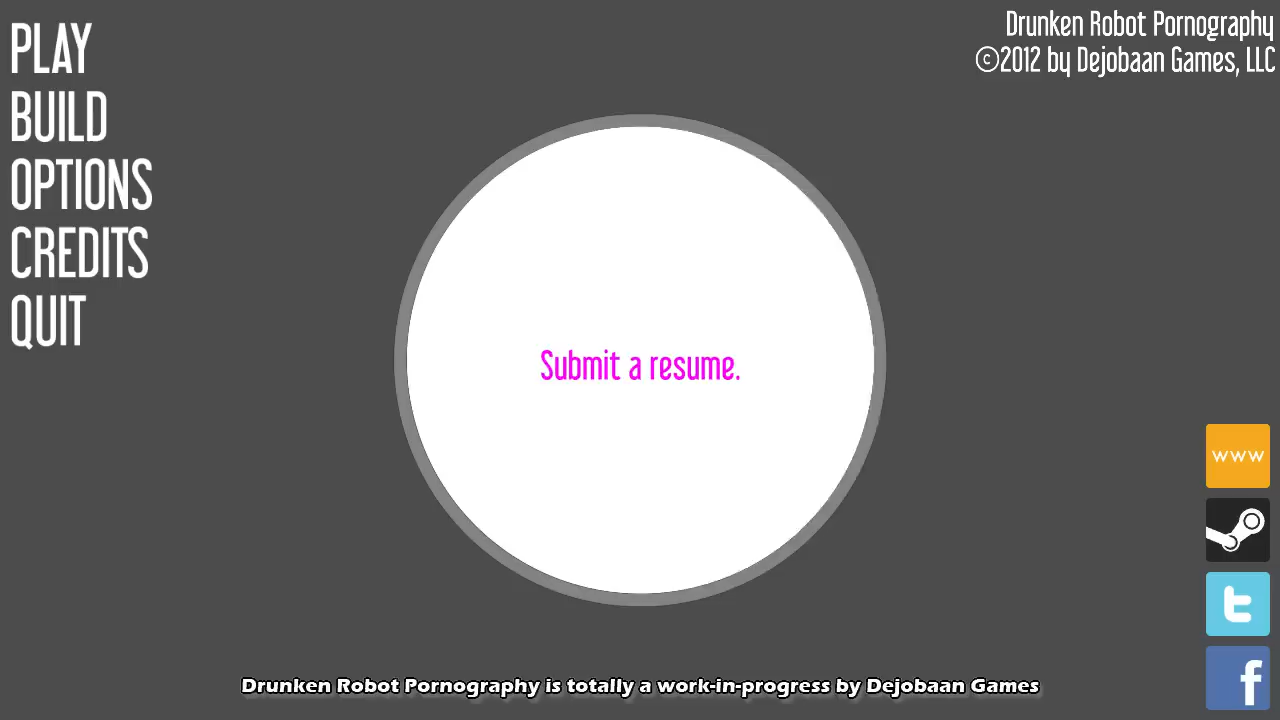 PLAY
BUILD
OPTIONS
CREDITS
QUIT
Drunken Robot Pornography
©2012 by Dejobaan Games, LLC
Submit a resume.
www
t
f
Drunken Robot Pornography is totally a work-in-progress by Dejobaan Games